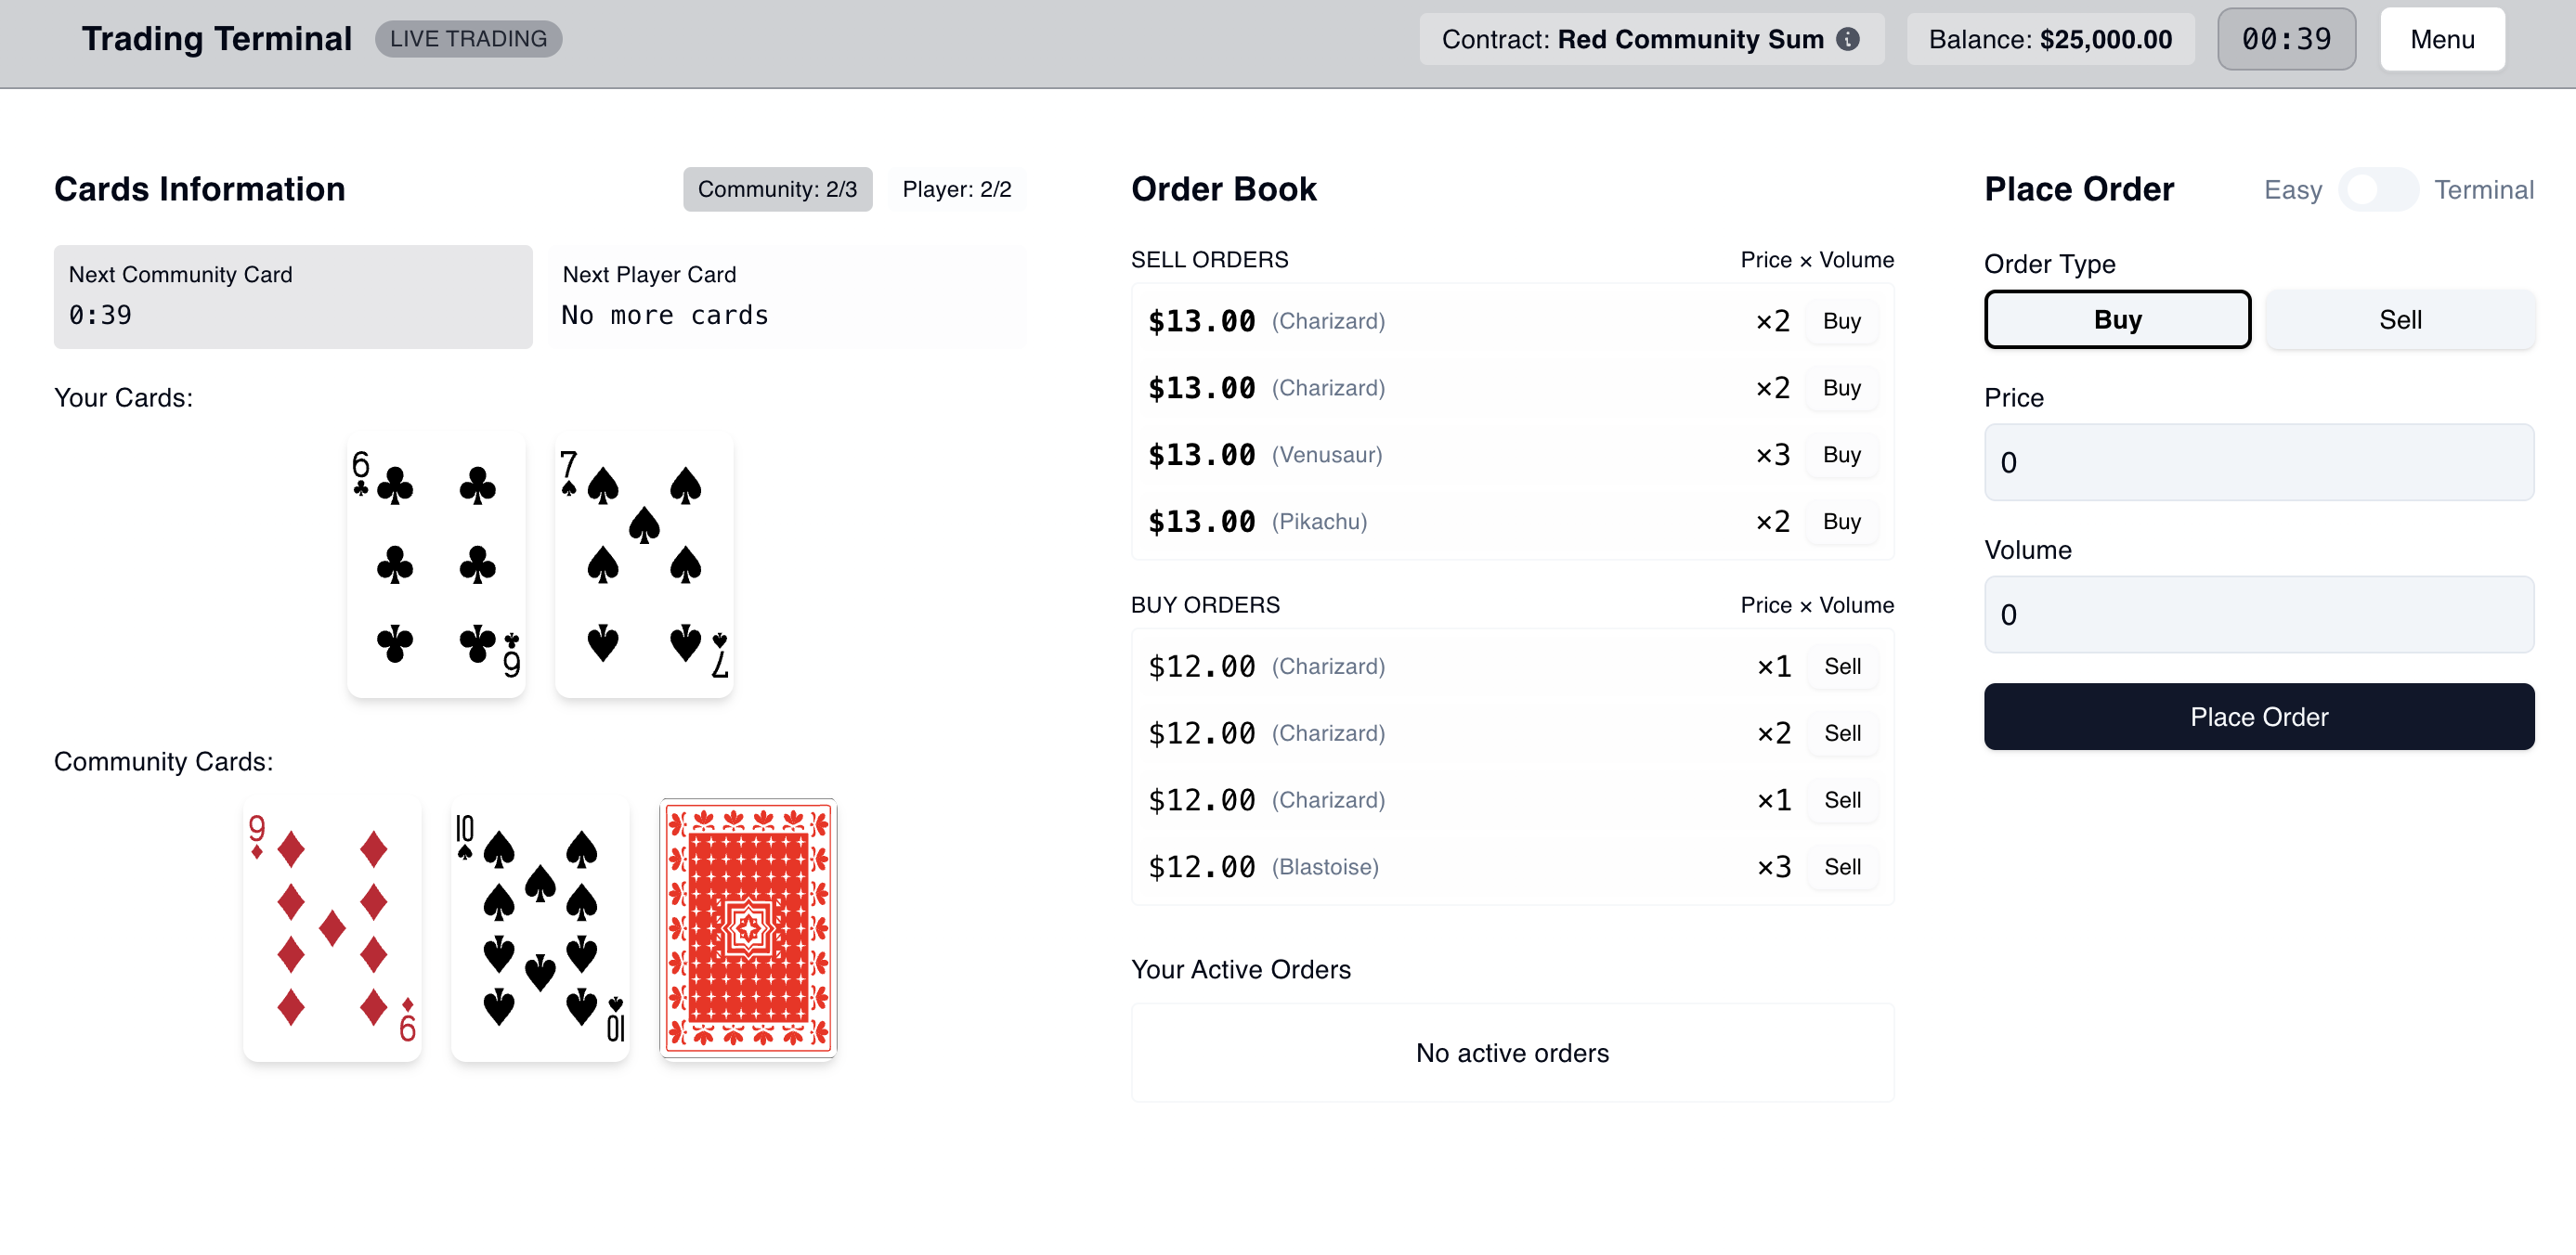 Trading Terminal LIVE TRADING Contract: Red Community Sum Balance: $25,000.00 00:39 Menu
Cards Information Community: 2/3 Player: 2/2
Next Community Card
0:39
Next Player Card
No more cards
Your Cards:
6 7
6 7
Community Cards:
9 10
9 10
Order Book
SELL ORDERS Price × Volume
$13.00 (Charizard) ×2 Buy
$13.00 (Charizard) ×2 Buy
$13.00 (Venusaur) ×3 Buy
$13.00 (Pikachu) ×2 Buy
BUY ORDERS Price × Volume
$12.00 (Charizard) ×1 Sell
$12.00 (Charizard) ×2 Sell
$12.00 (Charizard) ×1 Sell
$12.00 (Blastoise) ×3 Sell
Your Active Orders
No active orders
Place Order Easy Terminal
Order Type
Buy Sell
Price
0
Volume
0
Place Order